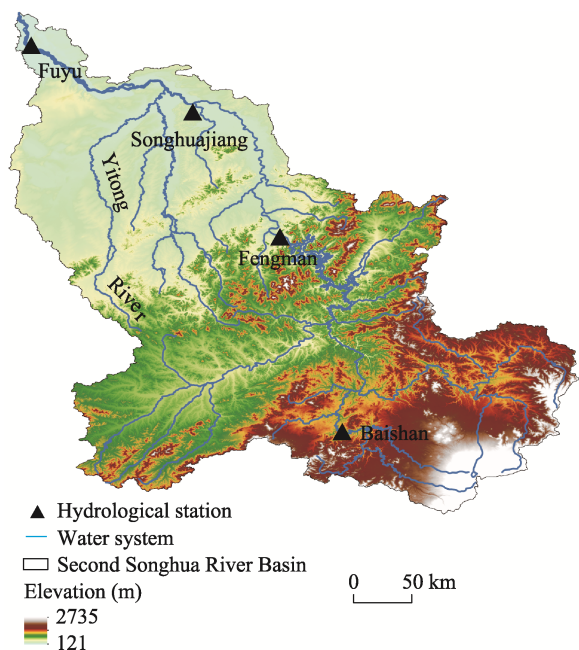 Fuyu
Songhuajiang
Yitong
River
Fengman
Baishan
Hydrological station
Water system
Second Songhua River Basin
Elevation (m)
2735
121
0 50 km